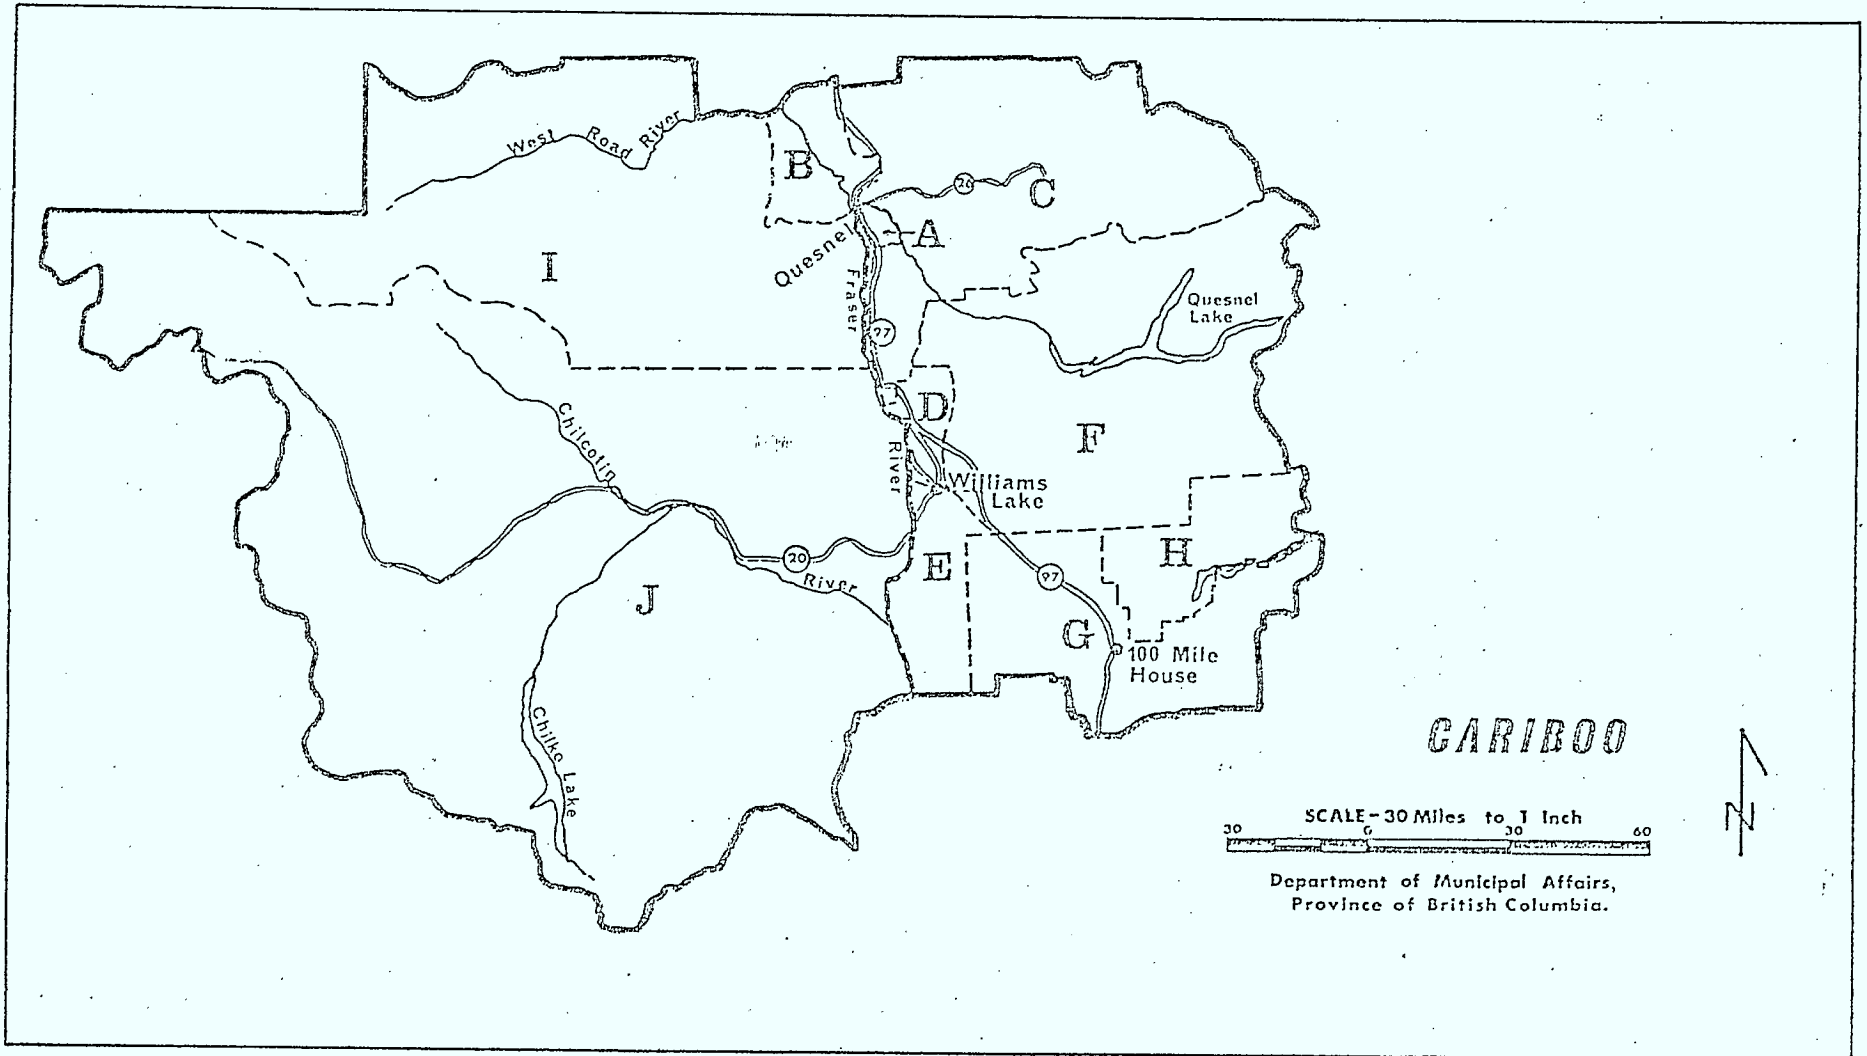 West Road River
B
26
C
A
Quesnel
I
Fraser
Quesnel
Lake
97
D
Chilcotin
F
River
Williams
Lake
20
E
H
River
97
J
G
100 Mile
House
Chilko Lake
CARIBOO
SCALE-30 Miles to 1 Inch
30 0 30 60
Department of Municipal Affairs,
Province of British Columbia.
N